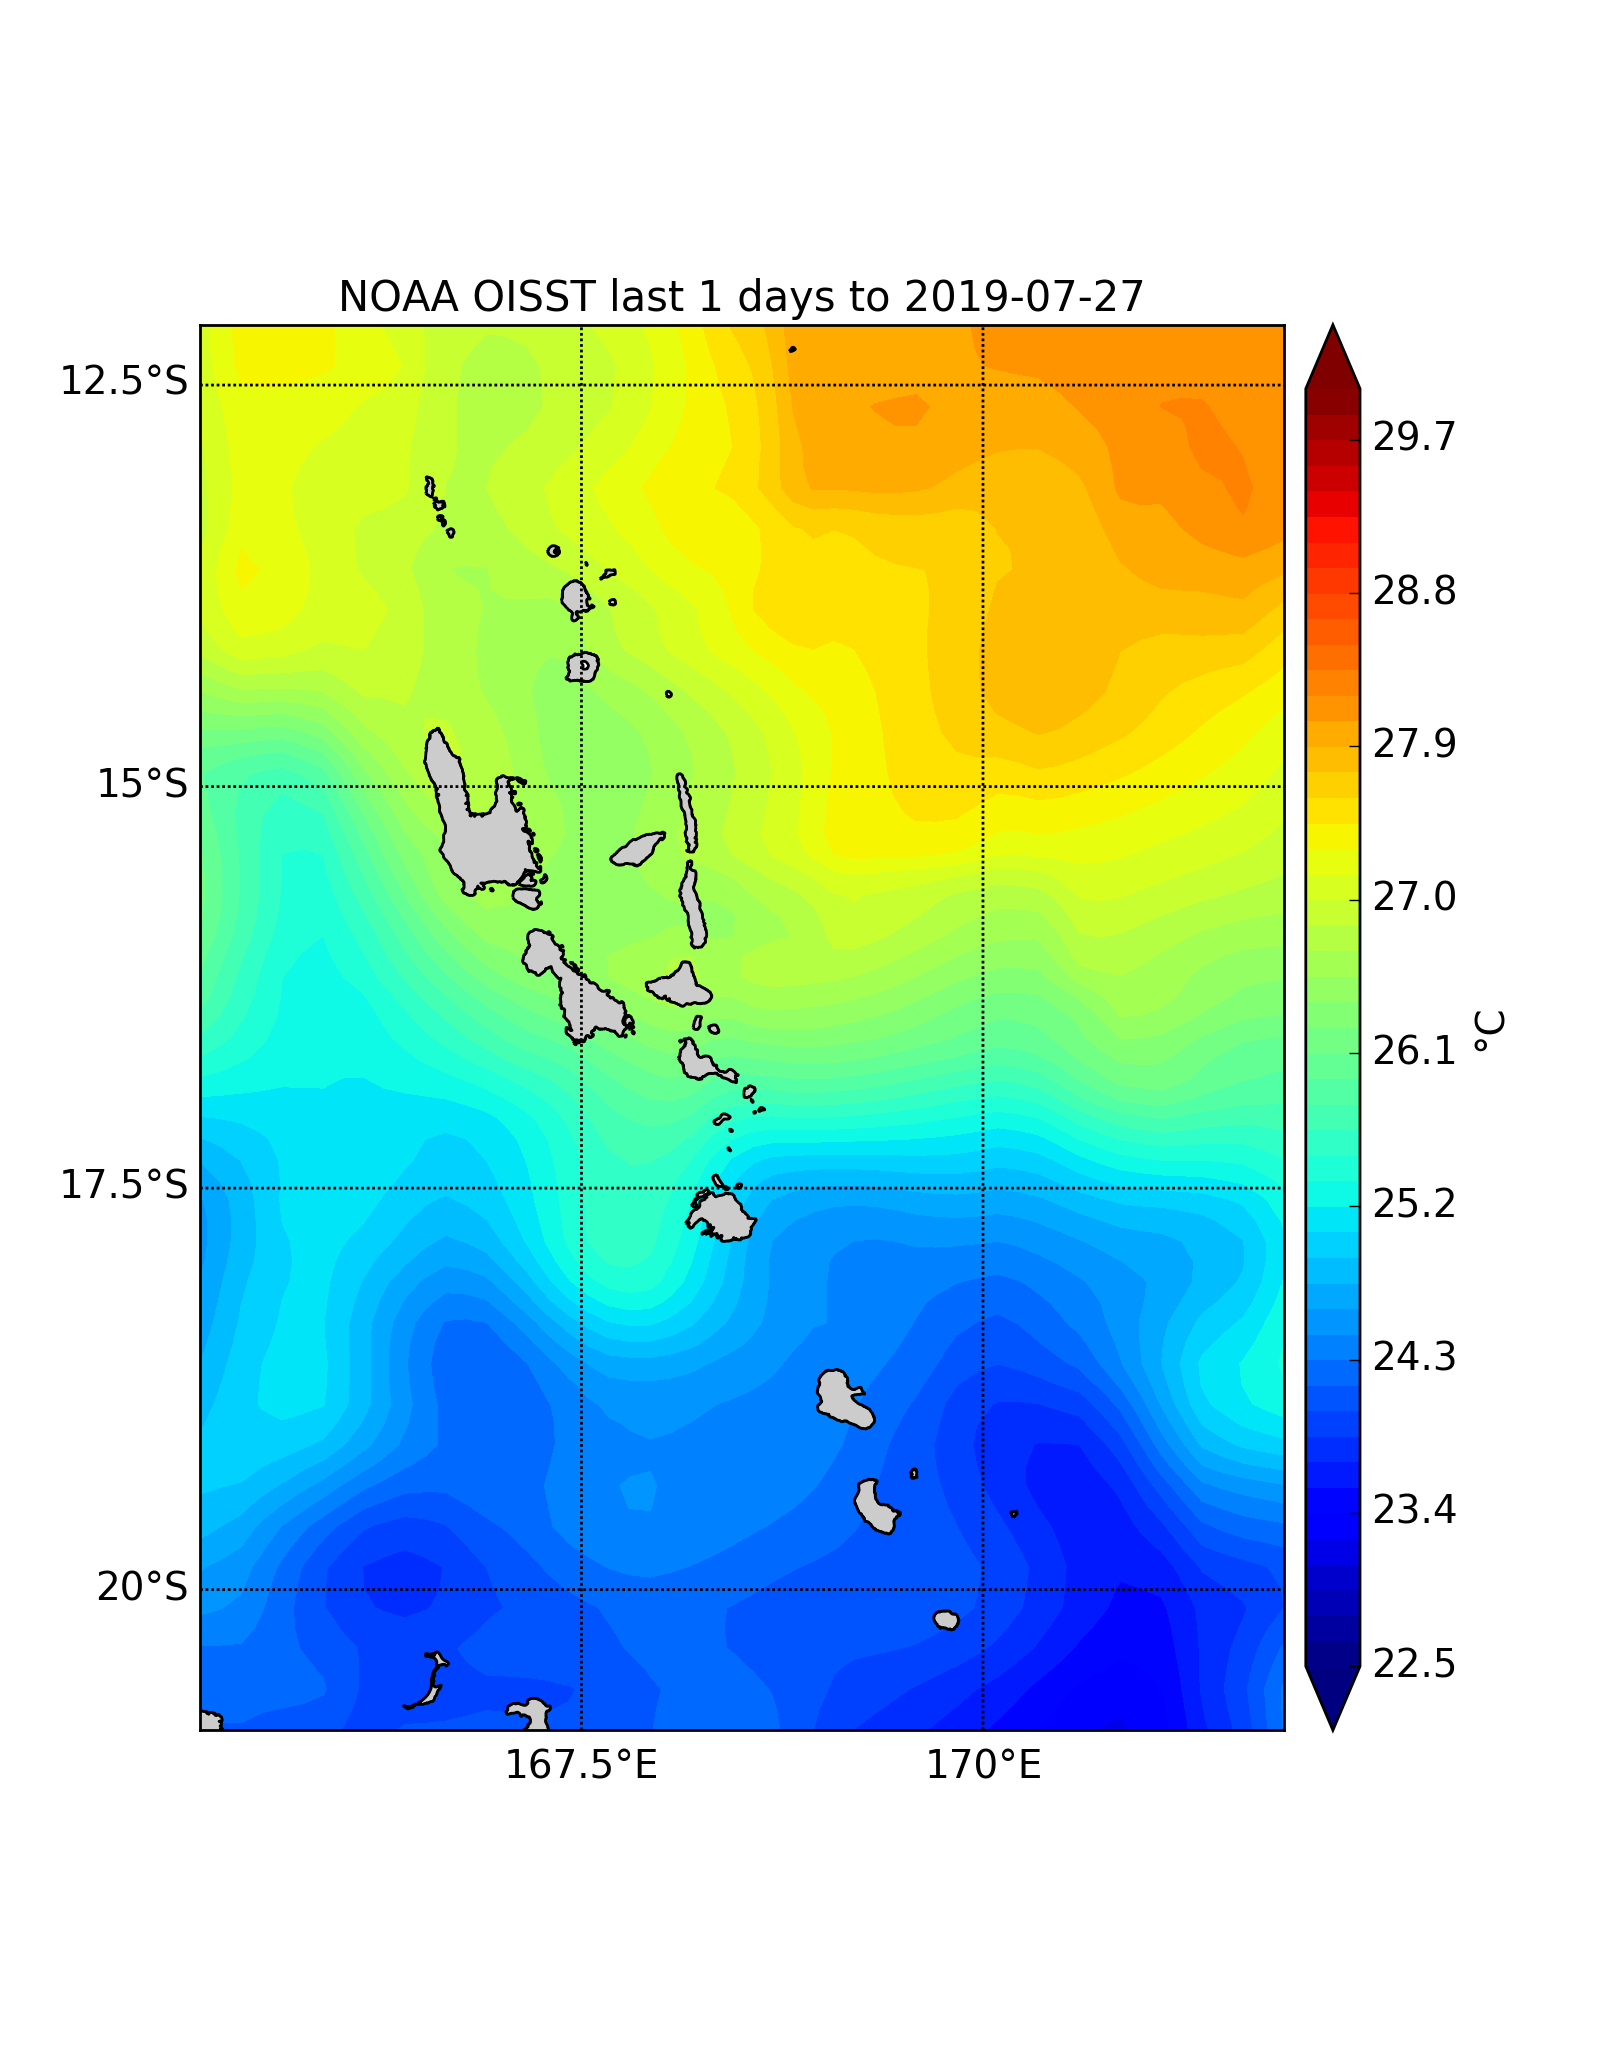 NOAA OISST last 1 days to 2019-07-27
12.5°S
15°S
17.5°S
20°S
167.5°E
170°E
29.7
28.8
27.9
27.0
26.1
25.2
24.3
23.4
22.5
°C